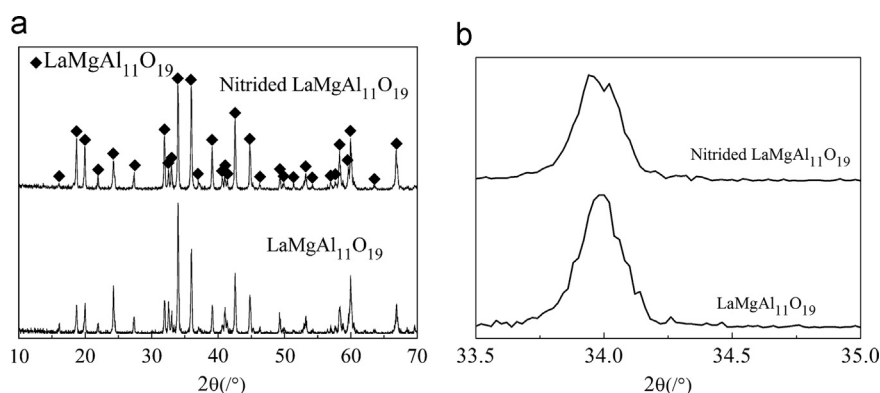 a
◆LaMgAl₁₁O₁₉
Nitrided LaMgAl₁₁O₁₉
LaMgAl₁₁O₁₉
10 20 30 40 50 60 70
2θ(/°)
b
Nitrided LaMgAl₁₁O₁₉
LaMgAl₁₁O₁₉
33.5 34.0 34.5 35.0
2θ(/°)